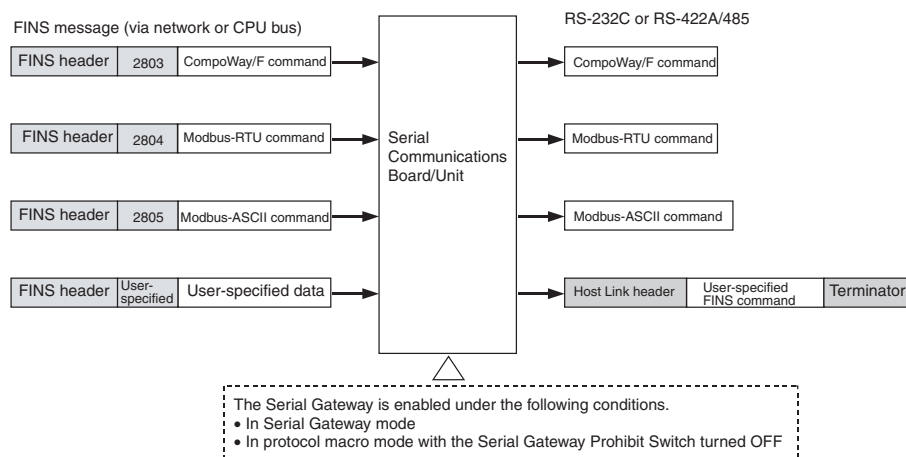 FINS message (via network or CPU bus)
RS-232C or RS-422A/485
FINS header 2803 CompoWay/F command
CompoWay/F command
FINS header 2804 Modbus-RTU command
Serial
Communications
Board/Unit
Modbus-RTU command
FINS header 2805 Modbus-ASCII command
Modbus-ASCII command
FINS header User-
specified User-specified data
Host Link header User-specified
FINS command Terminator
The Serial Gateway is enabled under the following conditions.
• In Serial Gateway mode
• In protocol macro mode with the Serial Gateway Prohibit Switch turned OFF